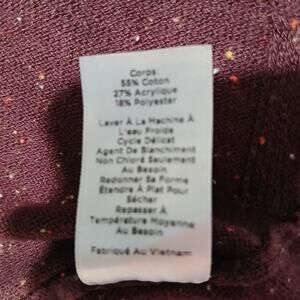 Corps:
55% Coton
27% Acrylique
18% Polyester
Laver À La Machine À
L'eau Froide
Cycle Délicat
Agent De Blanchiment
Non Chloré Seulement
Au Besoin
Redonner Sa Forme
Étendre À Plat Pour
Sécher
Repasser À
Température Moyenne
Au Besoin
Fabriqué Au Vietnam